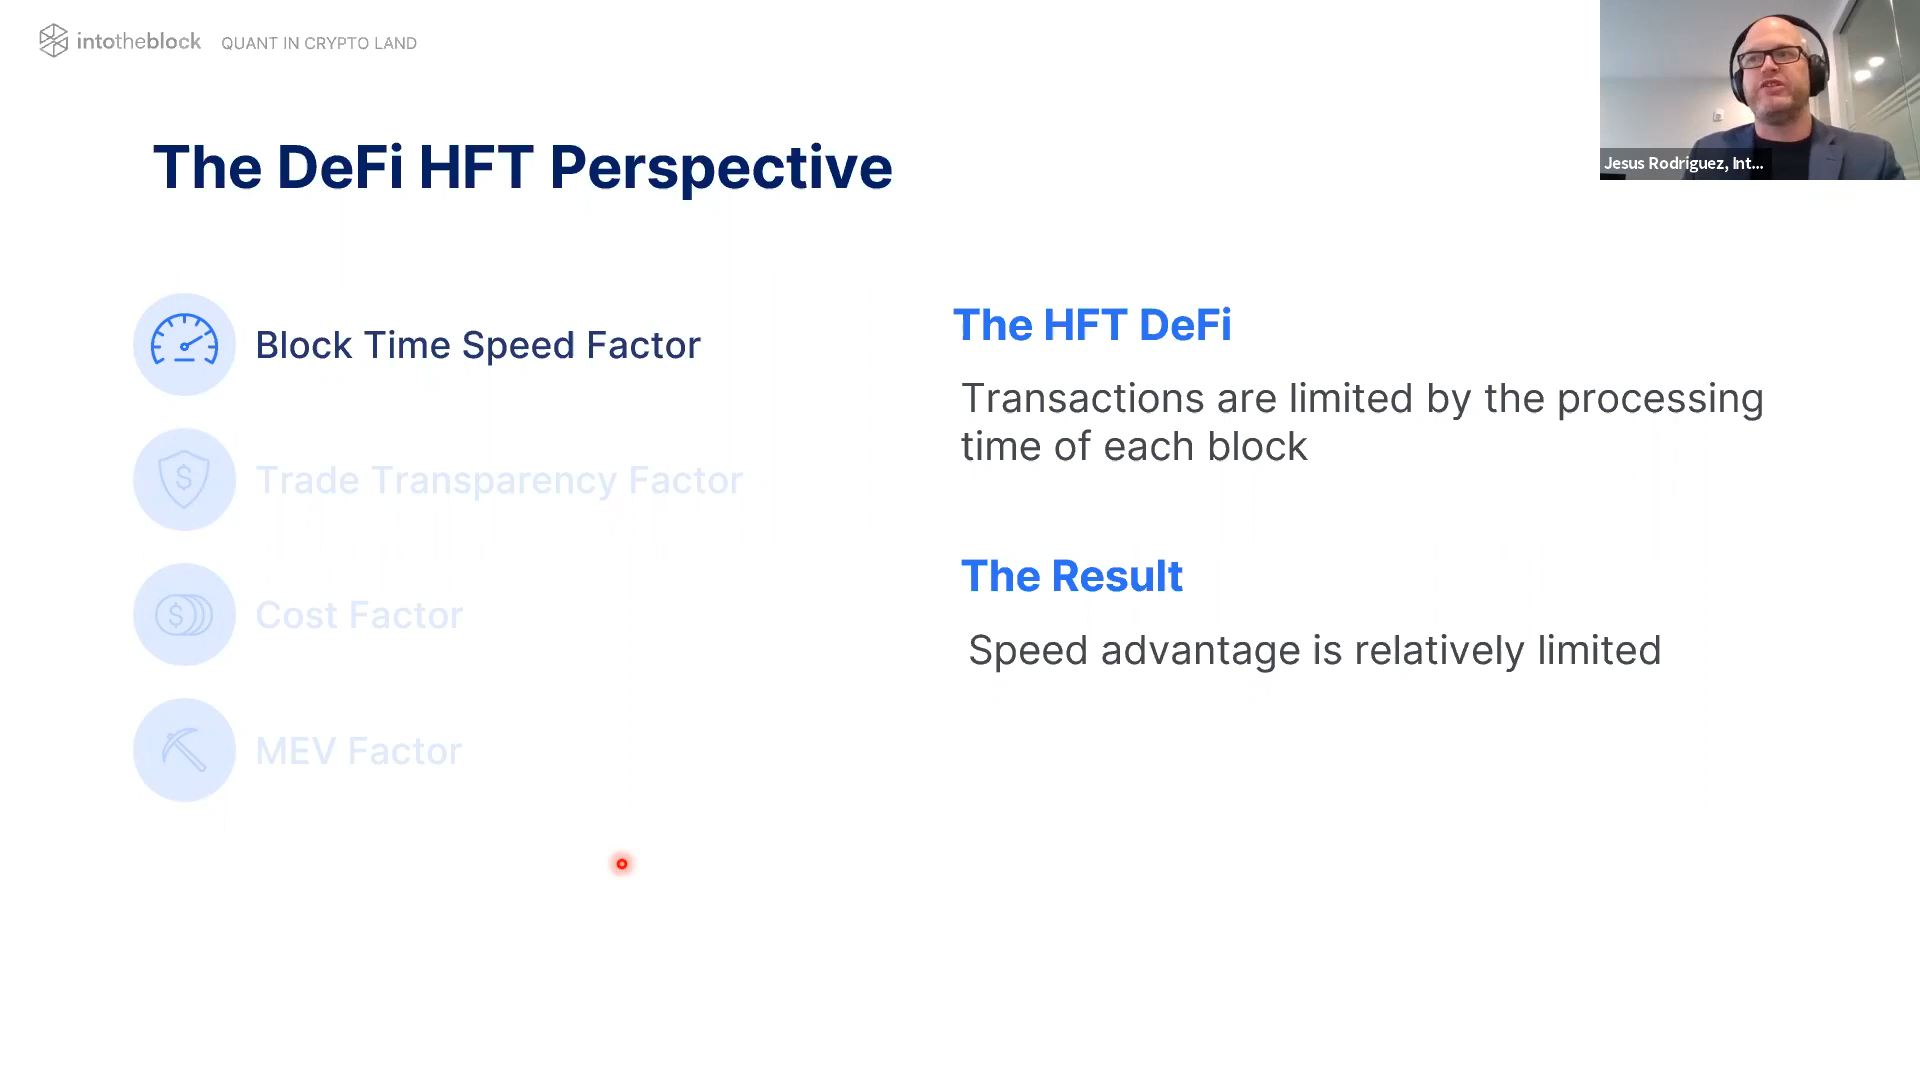 intotheblock QUANT IN CRYPTO LAND
Jesus Rodriguez, Int...
The DeFi HFT Perspective
Block Time Speed Factor
Trade Transparency Factor
Cost Factor
MEV Factor
The HFT DeFi
Transactions are limited by the processing
time of each block
The Result
Speed advantage is relatively limited